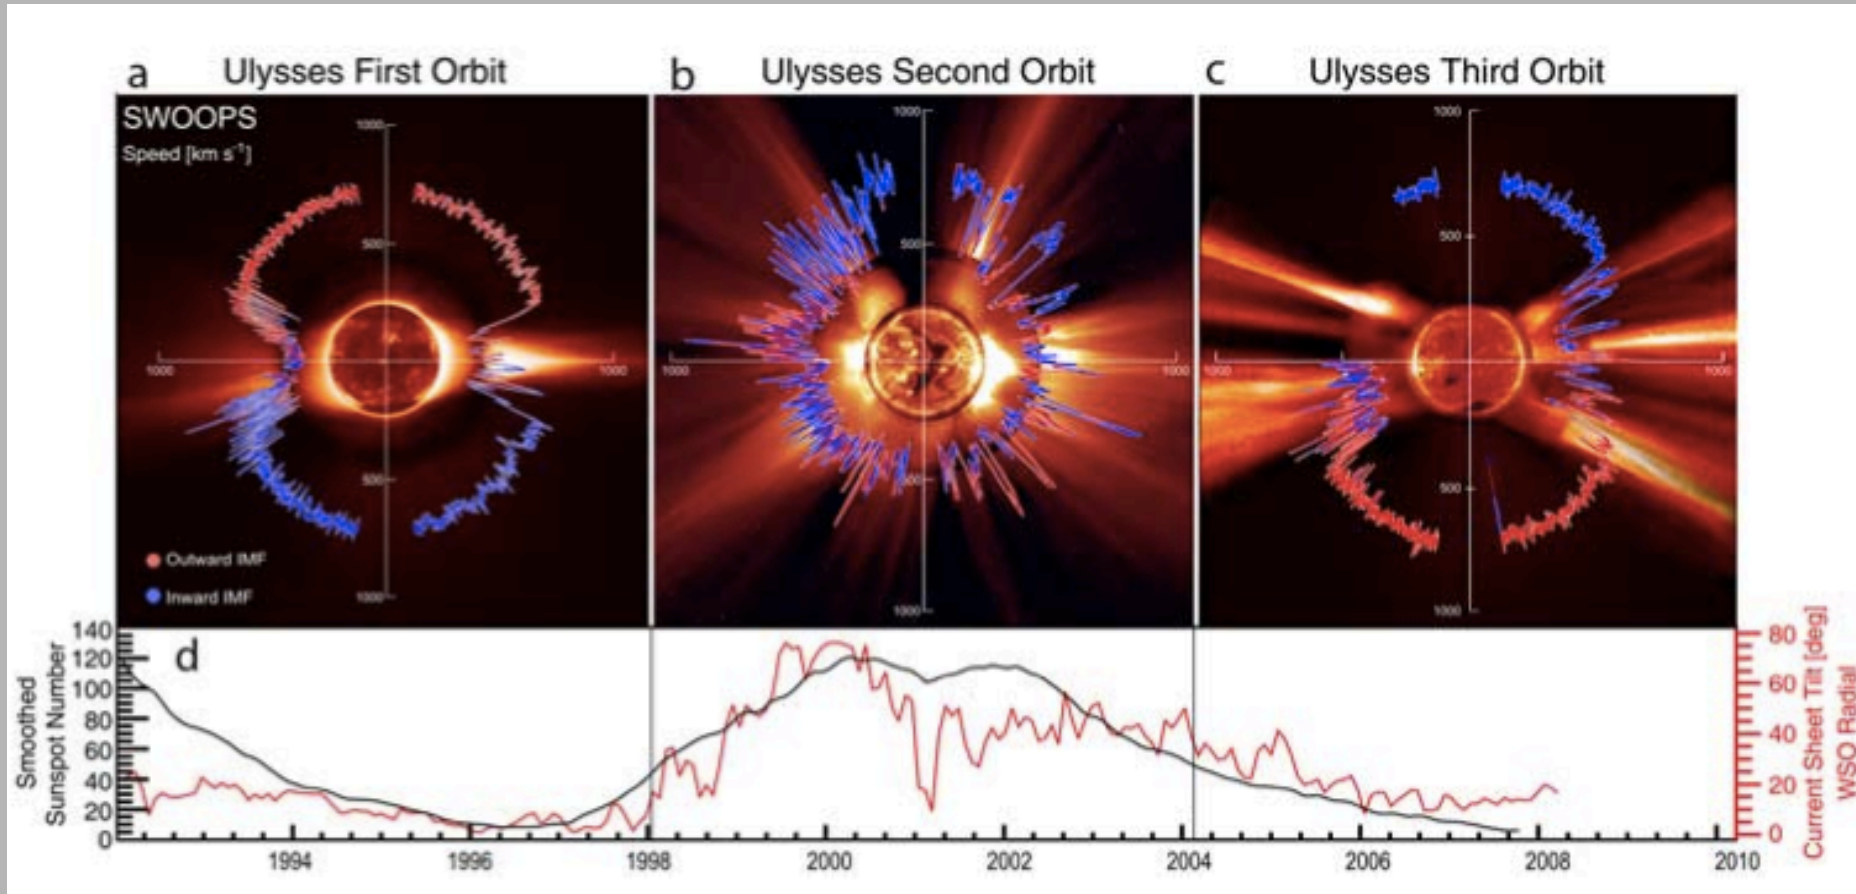 a Ulysses First Orbit
b Ulysses Second Orbit
c Ulysses Third Orbit
SWOOPS
Speed [km s⁻¹]
1000
500
1000
1000
500
1000
Outward IMF
Inward IMF
1000
500
1000
1000
500
1000
1000
500
1000
1000
500
1000
d
Smoothed
Sunspot Number
140
120
100
80
60
40
20
0
80
60
40
20
0
Current Sheet Tilt [deg]
WSO Radial
1994 1996 1998 2000 2002 2004 2006 2008 2010